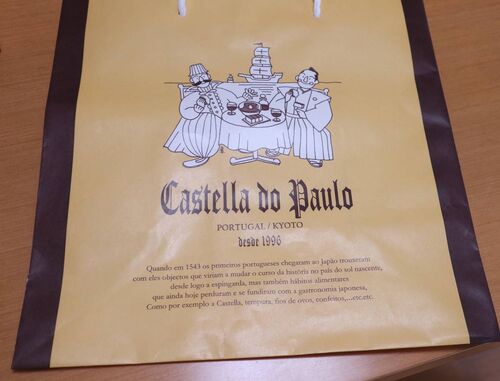 Castella do Paulo
PORTUGAL / KYOTO
desde 1996
Quando em 1543 os primeiros portugueses chegaram ao Japão trouxeram
com eles objectos que viriam a mudar o curso da história no país do sol nascente,
desde logo a espingarda, mas também hábitos alimentares
que ainda hoje perduram e se fundiram com a gastronomia japonesa,
Como por exemplo a Castella, tempura, fios de ovos, confeitos,...etc.etc.